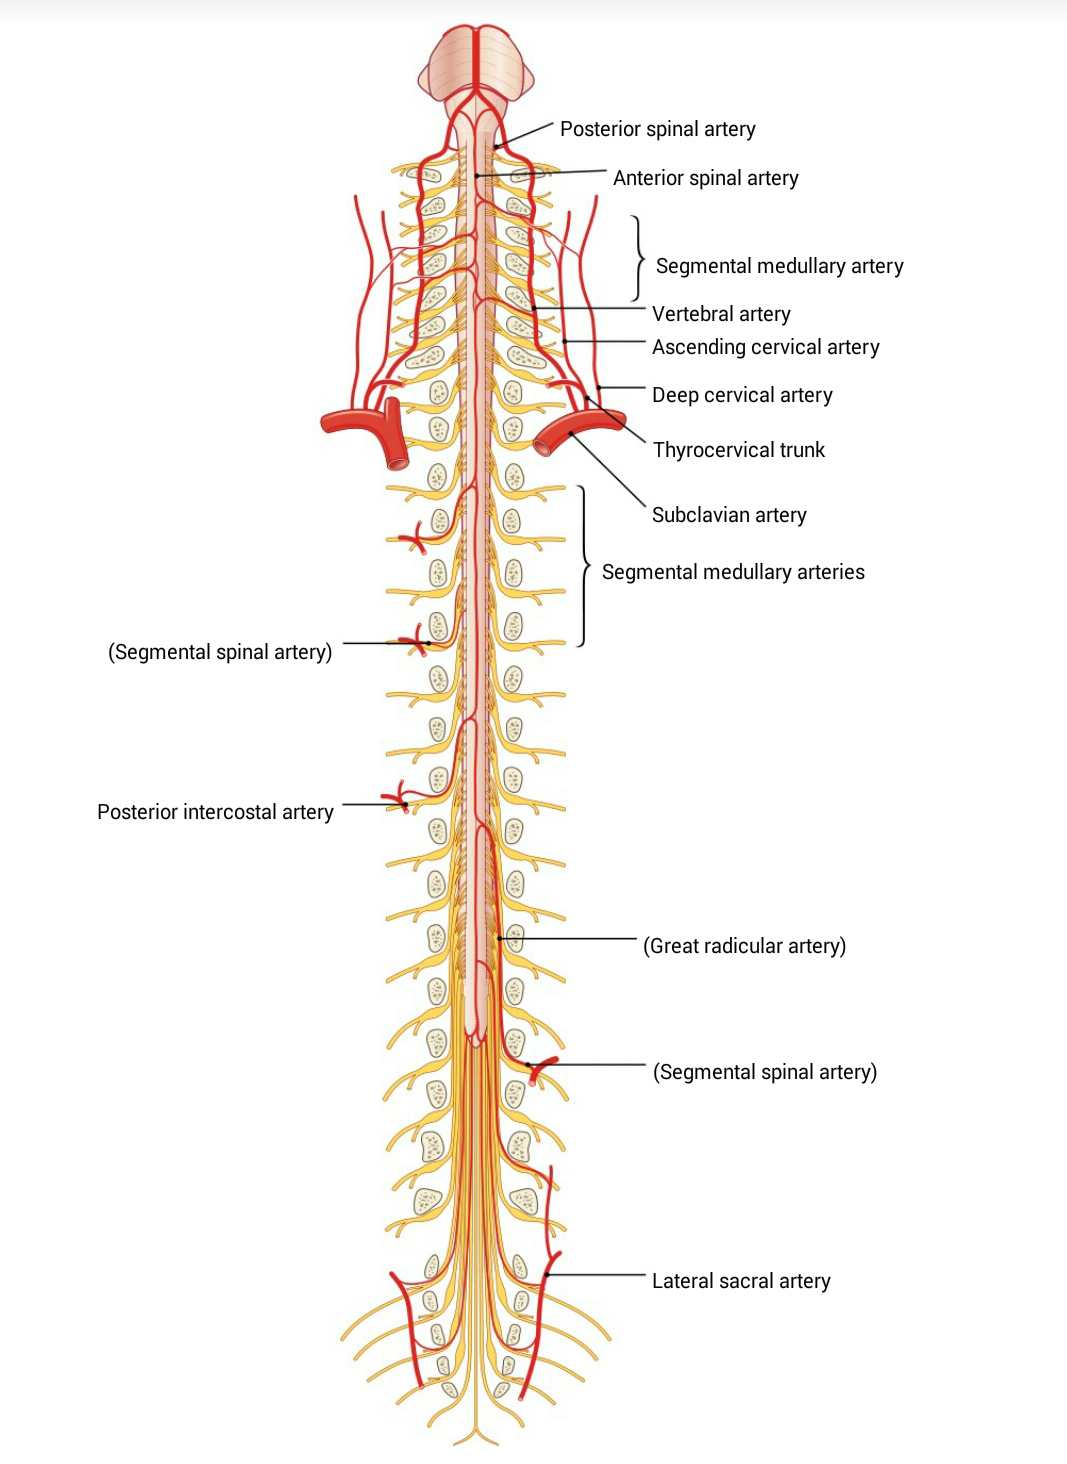 Posterior spinal artery
Anterior spinal artery
Segmental medullary artery
Vertebral artery
Ascending cervical artery
Deep cervical artery
Thyrocervical trunk
Subclavian artery
Segmental medullary arteries
(Segmental spinal artery)
Posterior intercostal artery
(Great radicular artery)
(Segmental spinal artery)
Lateral sacral artery